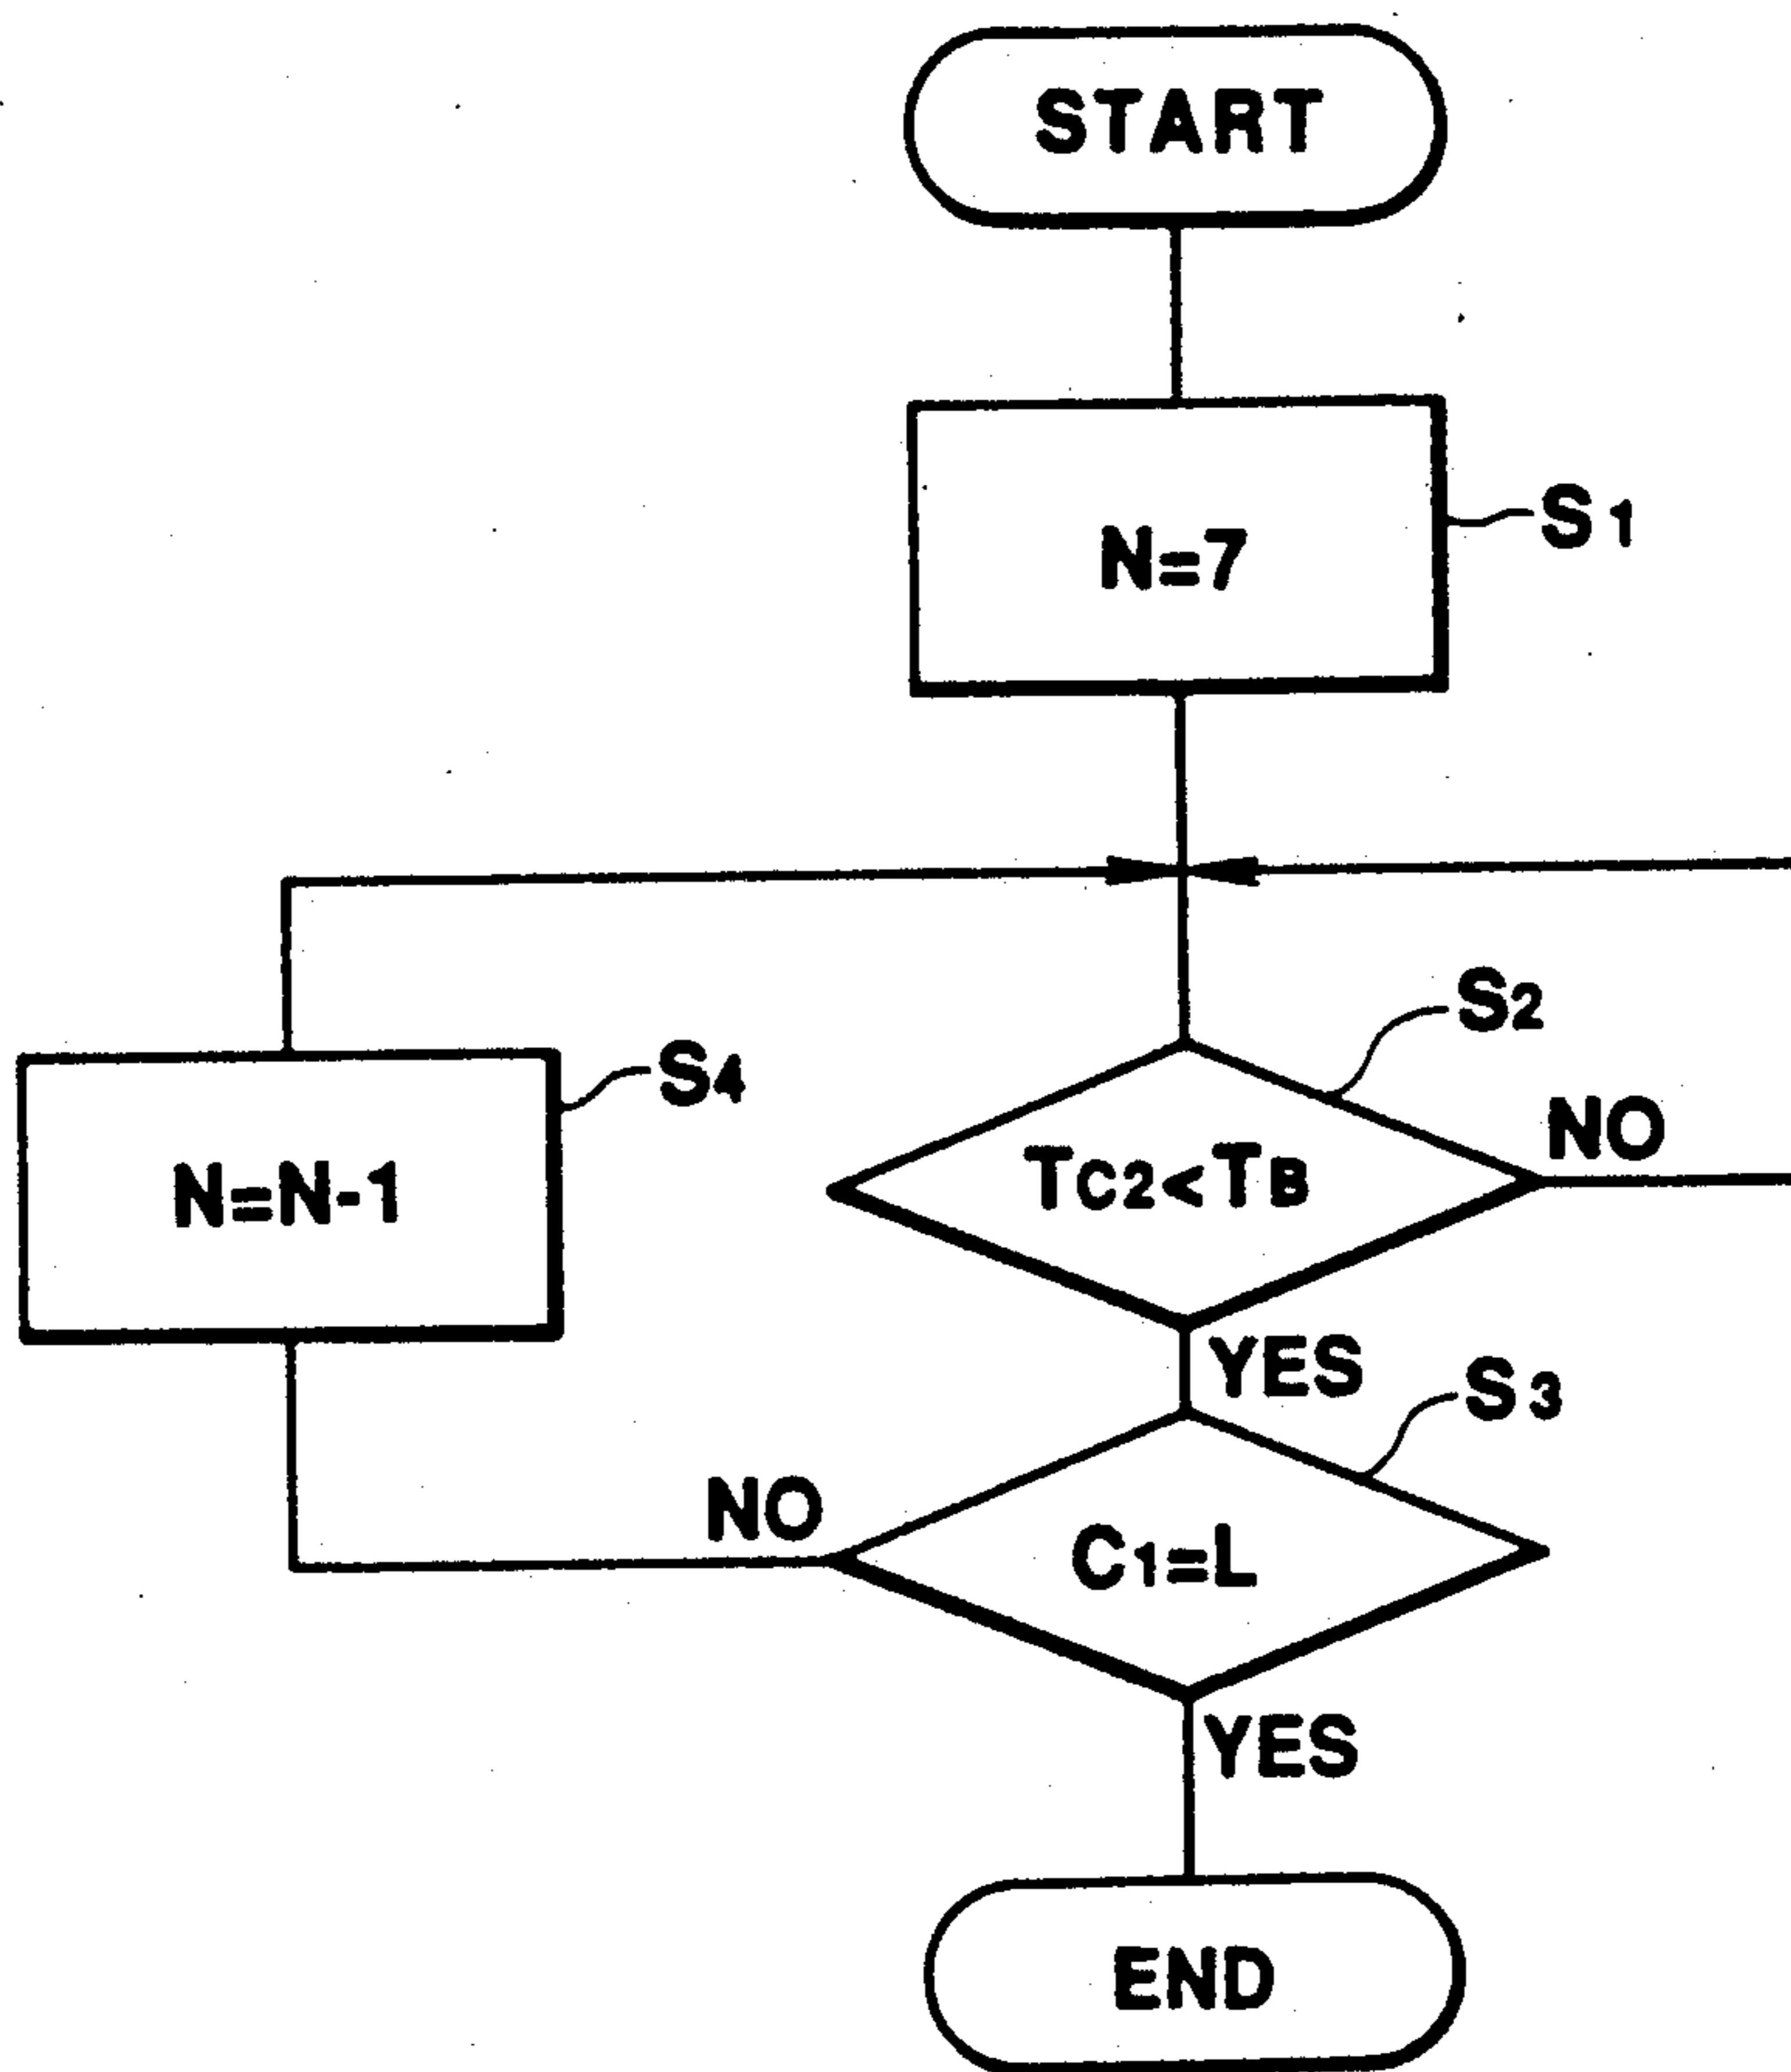 START
N=7
S1
S2
S4
NO
TC2<TB
N=N-1
YES
S3
NO
C1=L
YES
END